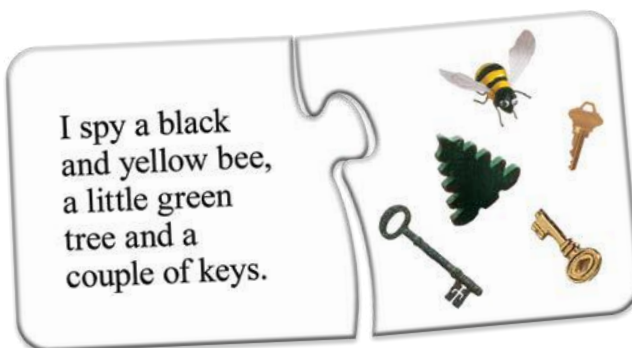 I spy a black
and yellow bee,
a little green
tree and a
couple of keys.